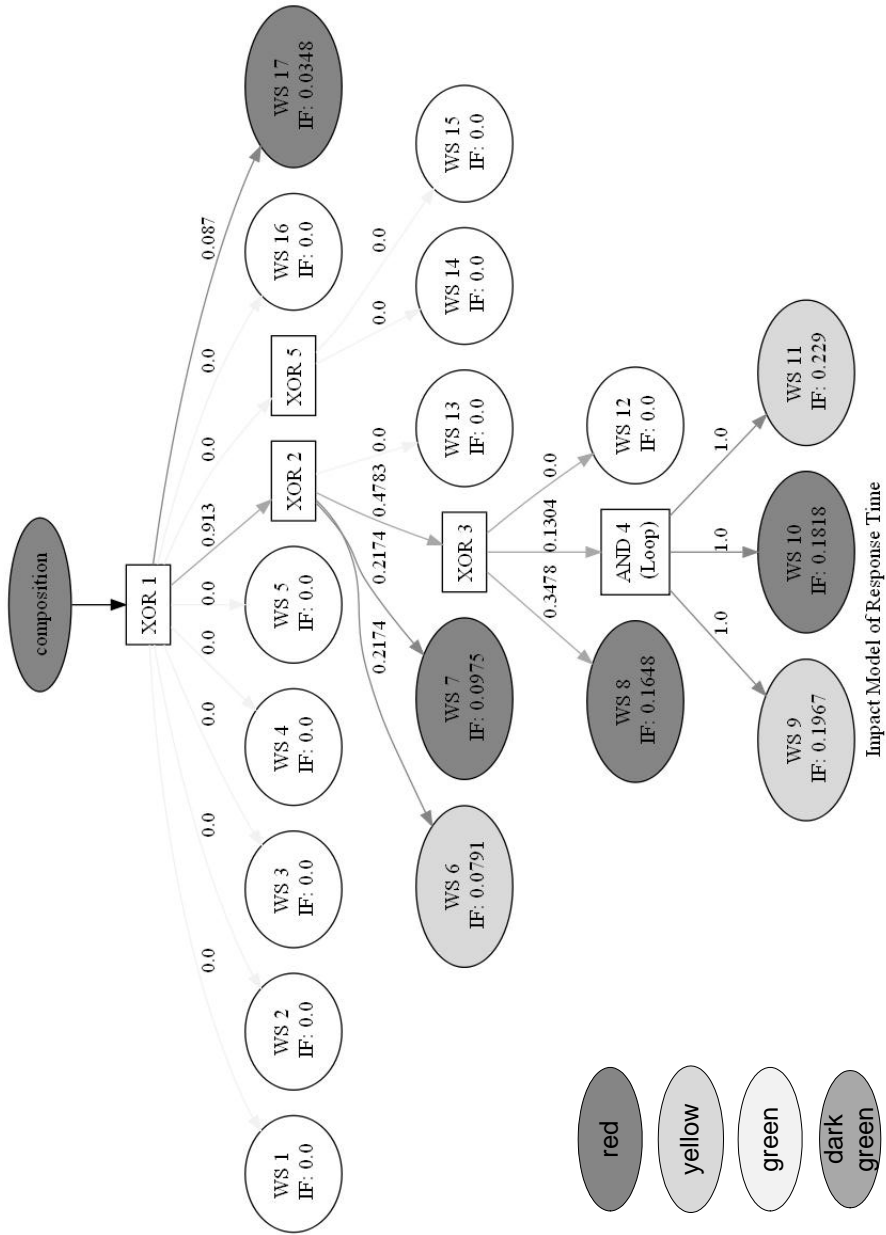 composition
XOR 1
0.0
0.0
0.0
0.0
0.0
0.913
0.0
0.0
0.087
WS 1
IF: 0.0
WS 2
IF: 0.0
WS 3
IF: 0.0
WS 4
IF: 0.0
WS 5
IF: 0.0
XOR 2
XOR 5
WS 16
IF: 0.0
WS 17
IF: 0.0348
0.2174
0.2174
0.4783
0.0
0.0
0.0
WS 6
IF: 0.0791
WS 7
IF: 0.0975
XOR 3
WS 13
IF: 0.0
WS 14
IF: 0.0
WS 15
IF: 0.0
0.3478
0.1304
0.0
WS 8
IF: 0.1648
AND 4
(Loop)
WS 12
IF: 0.0
1.0
1.0
1.0
WS 9
IF: 0.1967
WS 10
IF: 0.1818
WS 11
IF: 0.229
Impact Model of Response Time
red
yellow
green
dark
green